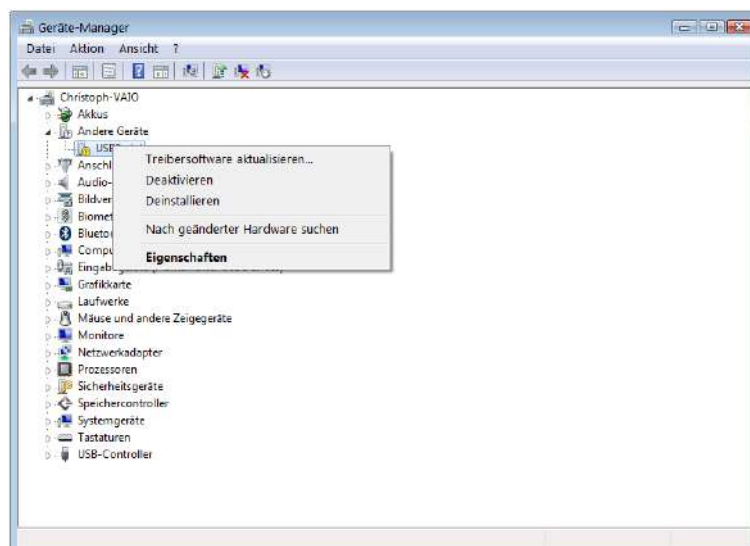 Geräte-Manager
Datei Aktion Ansicht ?
Christoph-VAIO
Akkus
Andere Geräte
Treibersoftware aktualisieren...
Deaktivieren
Deinstallieren
Nach geänderter Hardware suchen
Eigenschaften
Grafikkarte
Laufwerke
Mäuse und andere Zeigegeräte
Monitore
Netzwerkadapter
Prozessoren
Sicherheitsgeräte
Speichercontroller
Systemgeräte
Tastaturen
USB-Controller